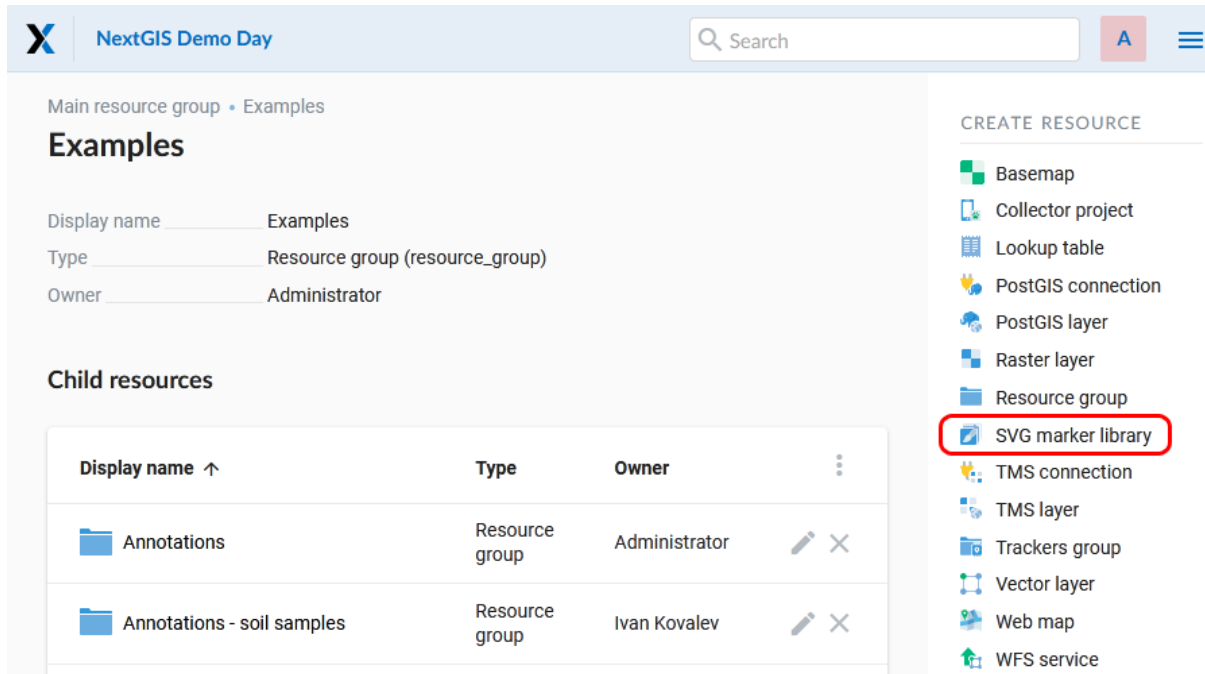 NextGIS Demo Day
Search
A
Main resource group • Examples
Examples
Display name Examples
Type Resource group (resource_group)
Owner Administrator
Child resources
Display name ↑ Type Owner
Annotations Resource group Administrator
Annotations - soil samples Resource group Ivan Kovalev
CREATE RESOURCE
Basemap
Collector project
Lookup table
PostGIS connection
PostGIS layer
Raster layer
Resource group
SVG marker library
TMS connection
TMS layer
Trackers group
Vector layer
Web map
WFS service